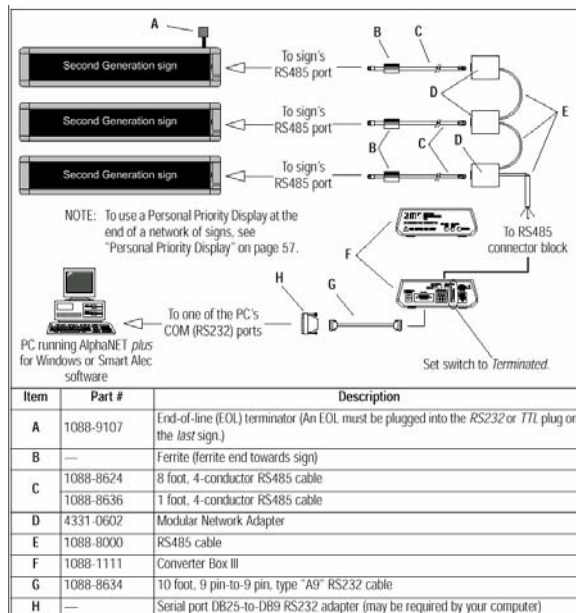 A
B
C
Second Generation sign
To sign's
RS485 port
D
Second Generation sign
To sign's
RS485 port
E
B
C
D
Second Generation sign
To sign's
RS485 port
NOTE: To use a Personal Priority Display at the
end of a network of signs, see
"Personal Priority Display" on page 57.
To RS485
connector block
F
H
G
To one of the PC's
COM (RS232) ports
PC running AlphaNET plus
for Windows or Smart Alec
software
Set switch to Terminated.
Item Part # Description
A 1088-9107 End-of-line (EOL) terminator (An EOL must be plugged into the RS232 or TTL plug on
the last sign.)
B — Ferrite (ferrite end towards sign)
C 1088-8624 8 foot, 4-conductor RS485 cable
1088-8636 1 foot, 4-conductor RS485 cable
D 4331-0602 Modular Network Adapter
E 1088-8000 RS485 cable
F 1088-1111 Converter Box III
G 1088-8634 10 foot, 9 pin-to-9 pin, type "A9" RS232 cable
H — Serial port DB25-to-DB9 RS232 adapter (may be required by your computer)